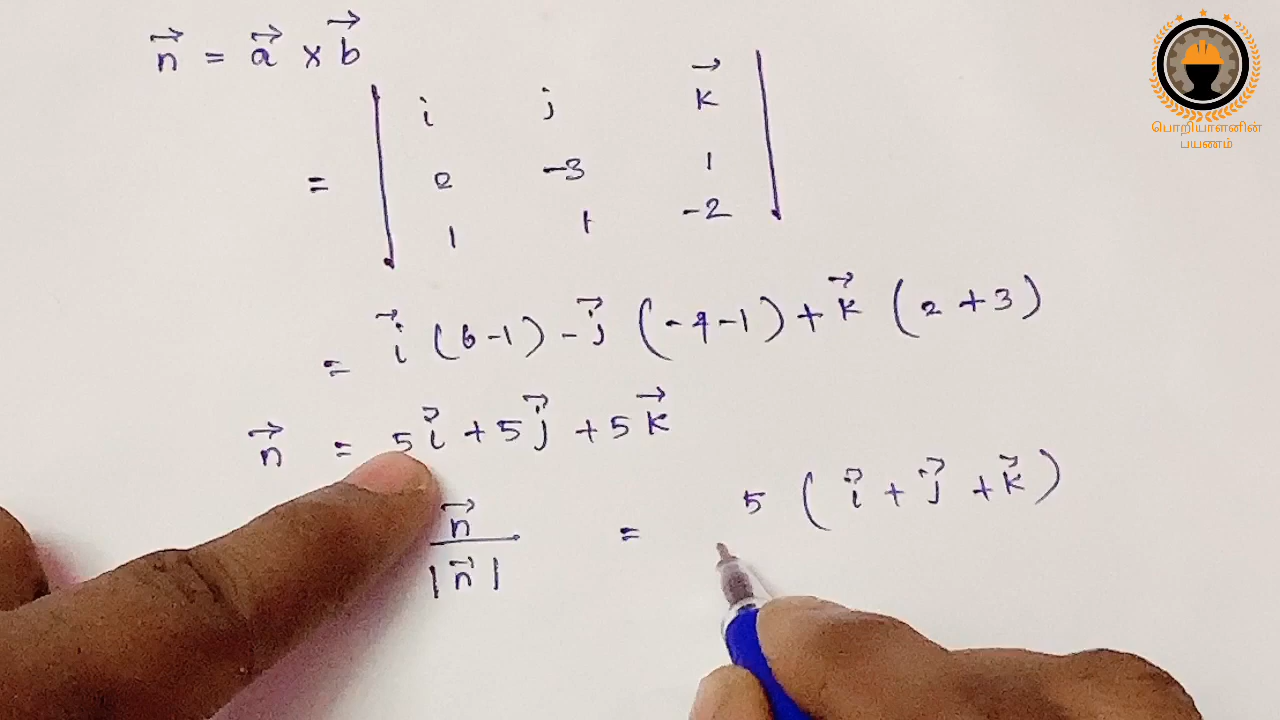 n⃗ = a⃗ × b⃗
பொறியாளனின்
பயணம்
= | i j k⃗ |
| 2 -3 1 |
| 1 1 -2 |
= i⃗ (6-1) - j⃗ (-4-1) + k⃗ (2+3)
n⃗ = 5i⃗ + 5j⃗ + 5k⃗
n⃗ / |n⃗| = 5 (i⃗ + j⃗ + k⃗)